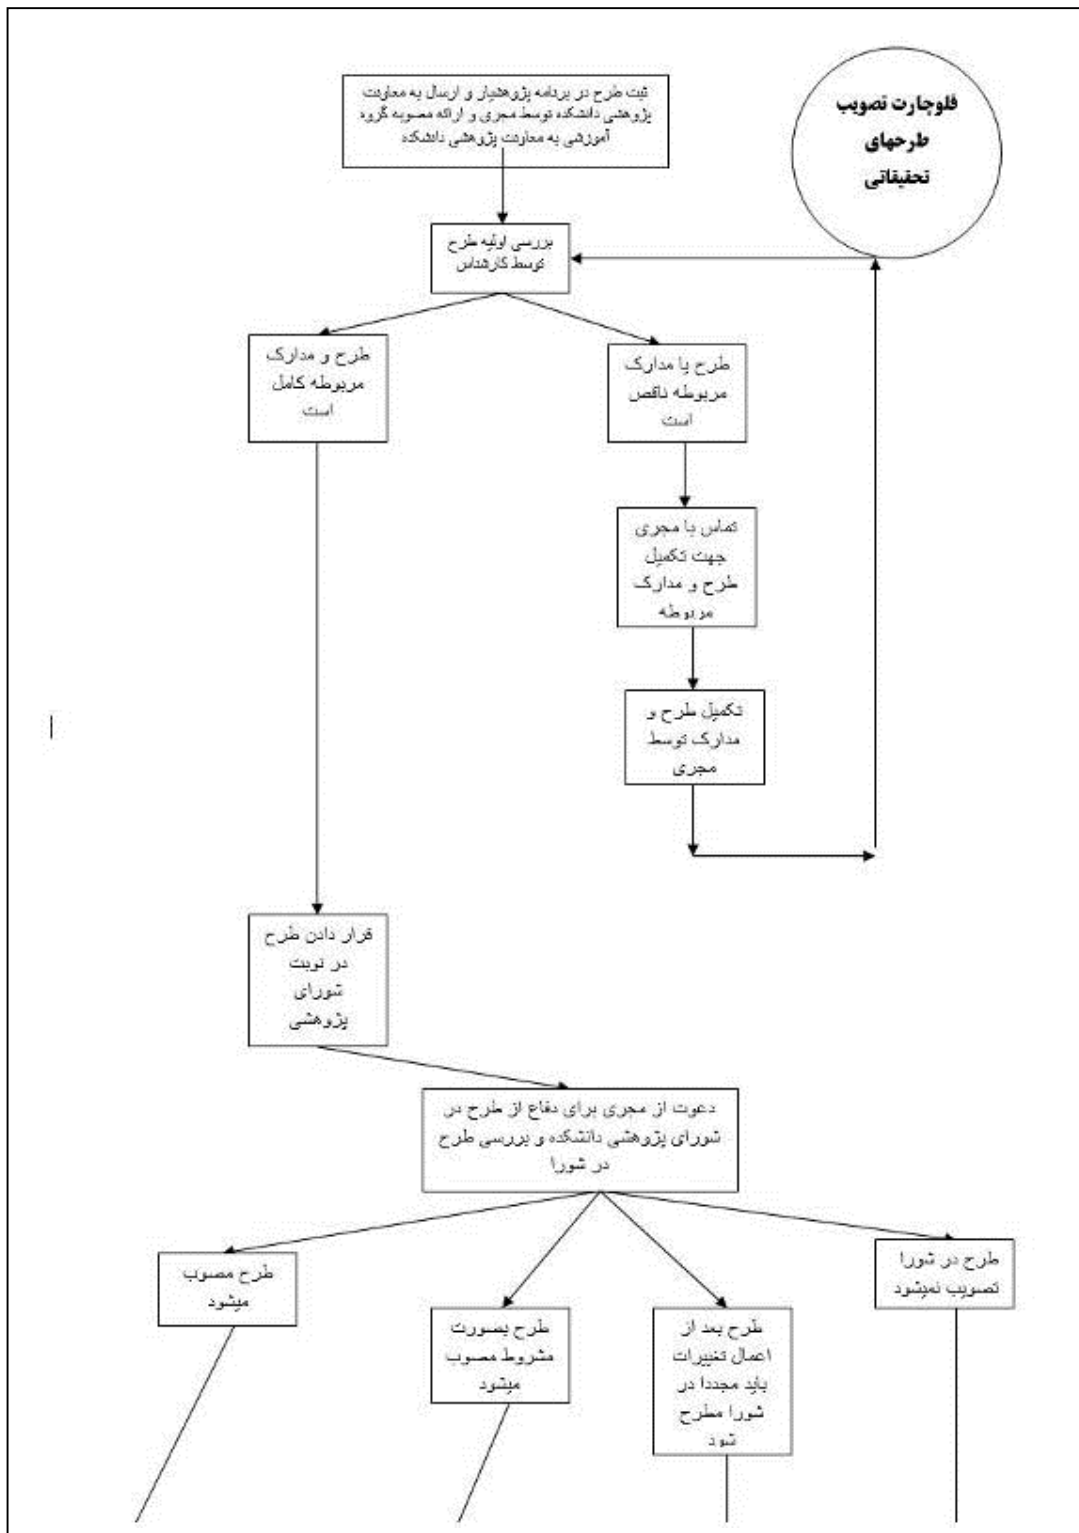 فلوچارت تصویب
طرحهای
تحقیقاتی
ثبت طرح در برنامه پژوهشیار و ارسال به معاونت
پژوهشی دانشکده توسط مجری و ارائه مصوبه گروه
آموزشی به معاونت پژوهشی دانشکده
بررسی اولیه طرح
توسط کارشناس
طرح و مدارک
مربوطه کامل
است
طرح یا مدارک
مربوطه ناقص
است
تماس با مجری
جهت تکمیل
طرح و مدارک
مربوطه
تکمیل طرح و
مدارک توسط
مجری
قرار دادن طرح
در نوبت
شورای
پژوهشی
دعوت از مجری برای دفاع از طرح در
شورای پژوهشی دانشکده و بررسی طرح
در شورا
طرح مصوب
میشود
طرح بصورت
مشروط مصوب
میشود
طرح بعد از
اعمال تغییرات
باید مجددا در
شورا مطرح
شود
طرح در شورا
تصویب نمیشود